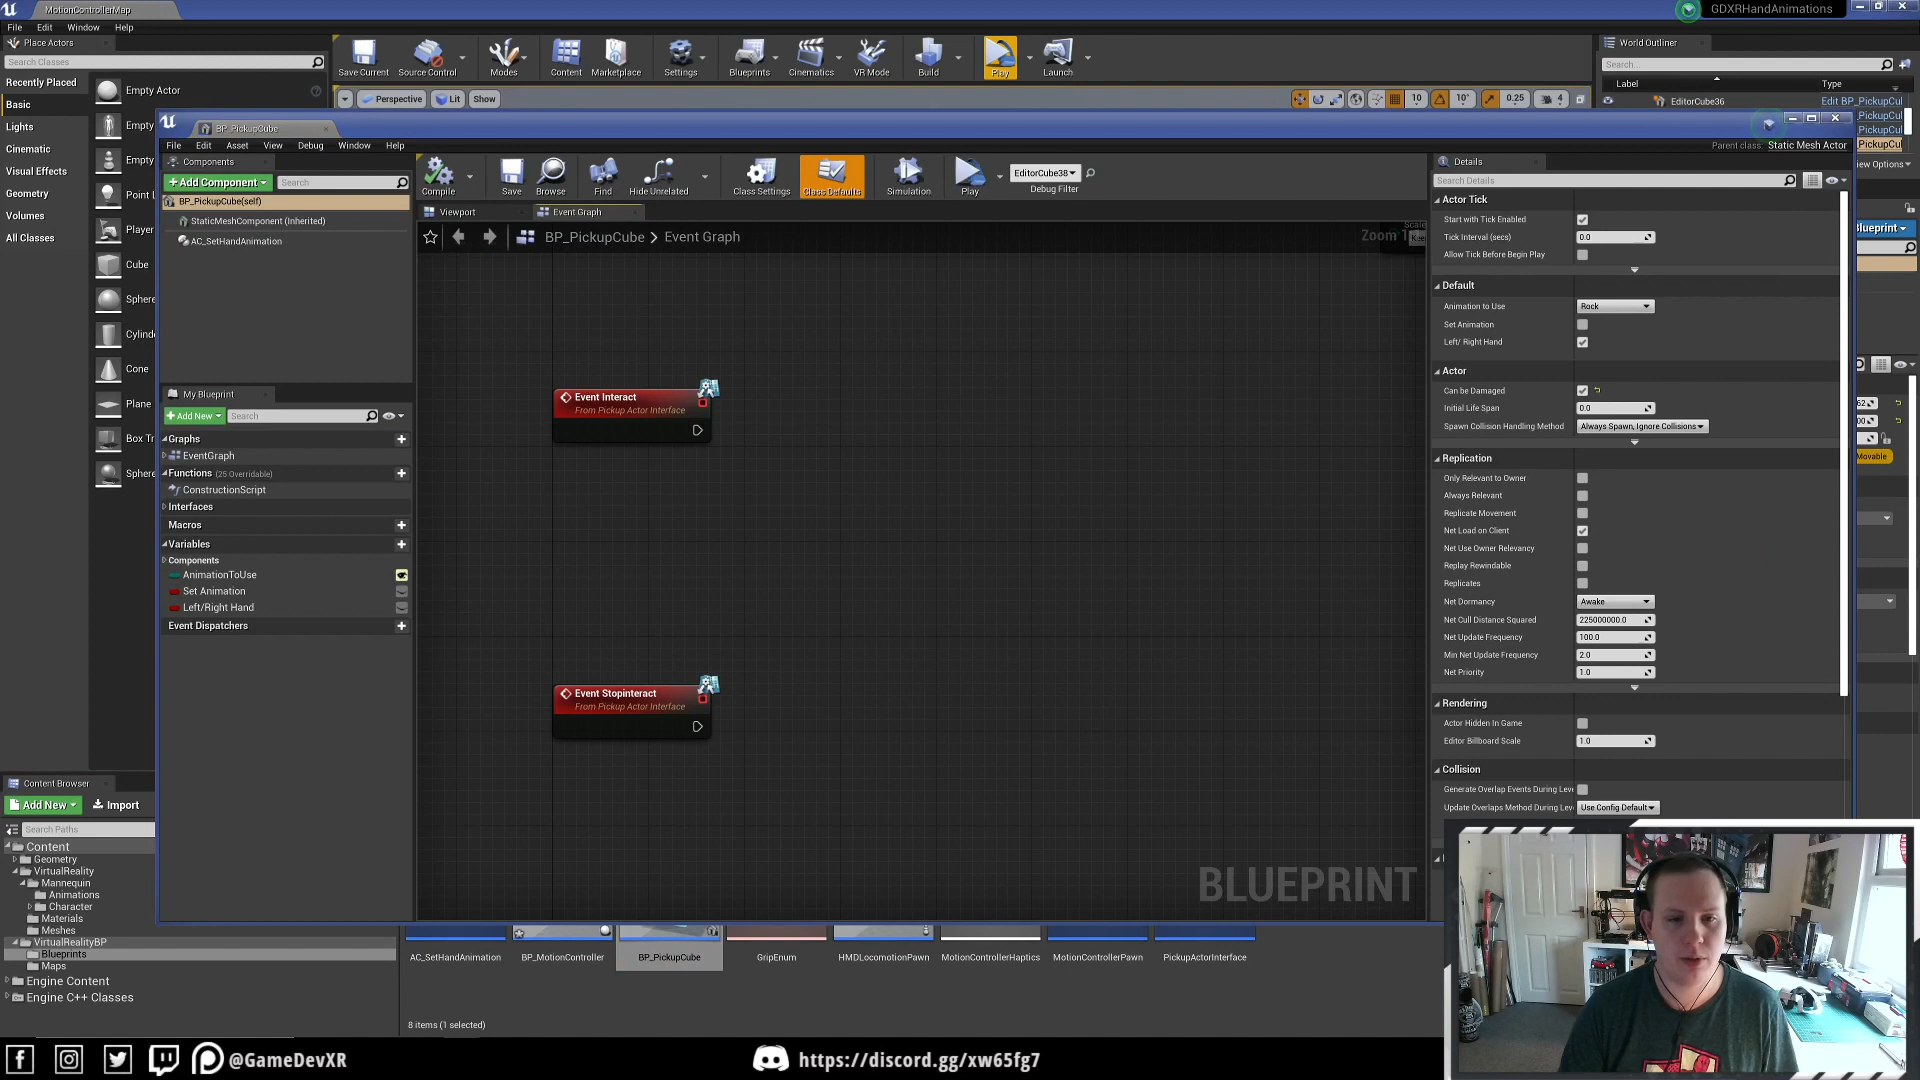 MotionControllerMap
GDXRHandAnimations
File Edit Window Help
Place Actors
Search Classes
Recently Placed
Basic
Lights
Cinematic
Visual Effects
Geometry
Volumes
All Classes
Empty Actor
Empty
Empty
Point L
Player
Cube
Sphere
Cylind
Cone
Plane
Box Tr
Sphere
Save Current Source Control Modes Content Marketplace Settings Blueprints Cinematics VR Mode Build Play Launch
Perspective Lit Show
10 10° 0.25 4
World Outliner
Search...
Label Type
EditorCube36 Edit BP_PickupCul
_PickupCul
_PickupCul
_PickupCul
View Options
Blueprint
Movable
BP_PickupCube
File Edit Asset View Debug Window Help
Parent class: Static Mesh Actor
Components
+ Add Component Search
BP_PickupCube(self)
StaticMeshComponent (Inherited)
AC_SetHandAnimation
Compile Save Browse Find Hide Unrelated Class Settings Class Defaults Simulation Play
EditorCube38
Debug Filter
Viewport Event Graph
BP_PickupCube > Event Graph
Zoom 1
Event Interact
From Pickup Actor Interface
Event Stopinteract
From Pickup Actor Interface
BLUEPRINT
My Blueprint
+ Add New Search
Graphs
EventGraph
Functions (25 Overridable)
ConstructionScript
Interfaces
Macros
Variables
Components
AnimationToUse
Set Animation
Left/Right Hand
Event Dispatchers
Details
Search Details
Actor Tick
Start with Tick Enabled
Tick Interval (secs) 0.0
Allow Tick Before Begin Play
Default
Animation to Use Rock
Set Animation
Left/ Right Hand
Actor
Can be Damaged
Initial Life Span 0.0
Spawn Collision Handling Method Always Spawn, Ignore Collisions
Replication
Only Relevant to Owner
Always Relevant
Replicate Movement
Net Load on Client
Net Use Owner Relevancy
Replay Rewindable
Replicates
Net Dormancy Awake
Net Cull Distance Squared 225000000.0
Net Update Frequency 100.0
Min Net Update Frequency 2.0
Net Priority 1.0
Rendering
Actor Hidden In Game
Editor Billboard Scale 1.0
Collision
Generate Overlap Events During Leve
Update Overlaps Method During Leve Use Config Default
Content Browser
Add New Import
Search Paths
Content
Geometry
VirtualReality
Mannequin
Animations
Character
Materials
Meshes
VirtualRealityBP
Blueprints
Maps
Engine Content
Engine C++ Classes
AC_SetHandAnimation BP_MotionController BP_PickupCube GripEnum HMDLocomotionPawn MotionControllerHaptics MotionControllerPawn PickupActorInterface
8 items (1 selected)
@GameDevXR
https://discord.gg/xw65fg7